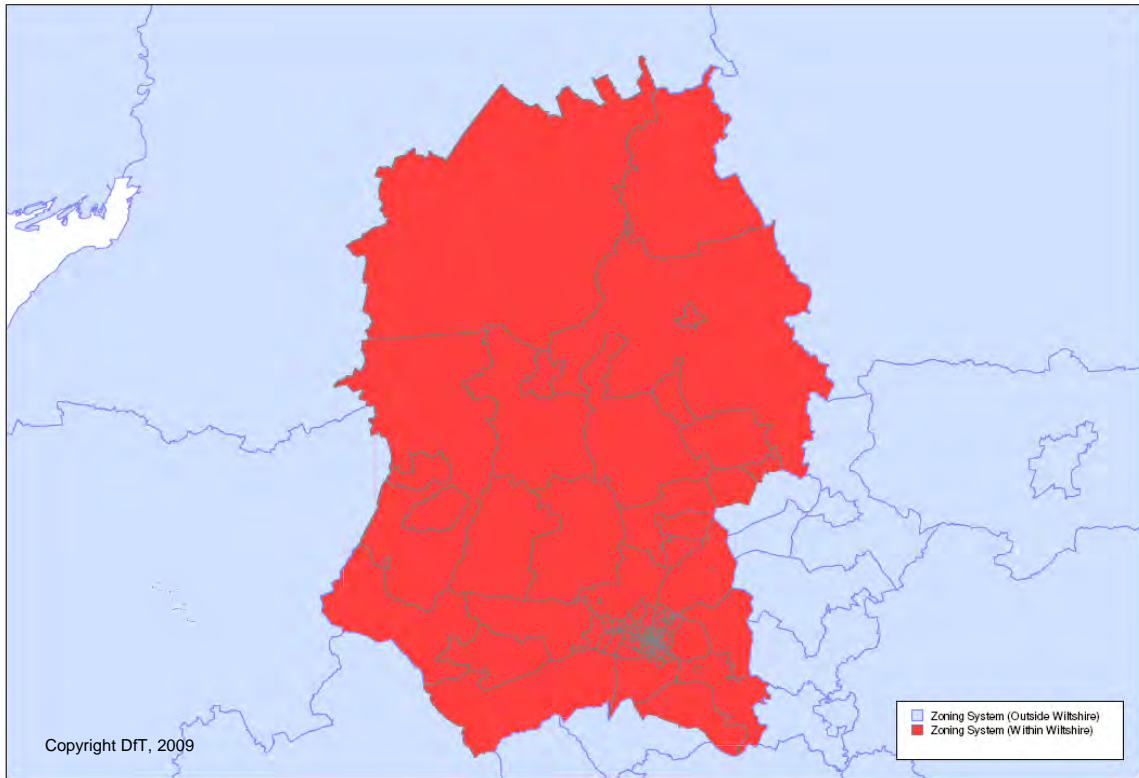 Zoning System (Outside Wiltshire)
Zoning System (Within Wiltshire)
Copyright DfT, 2009